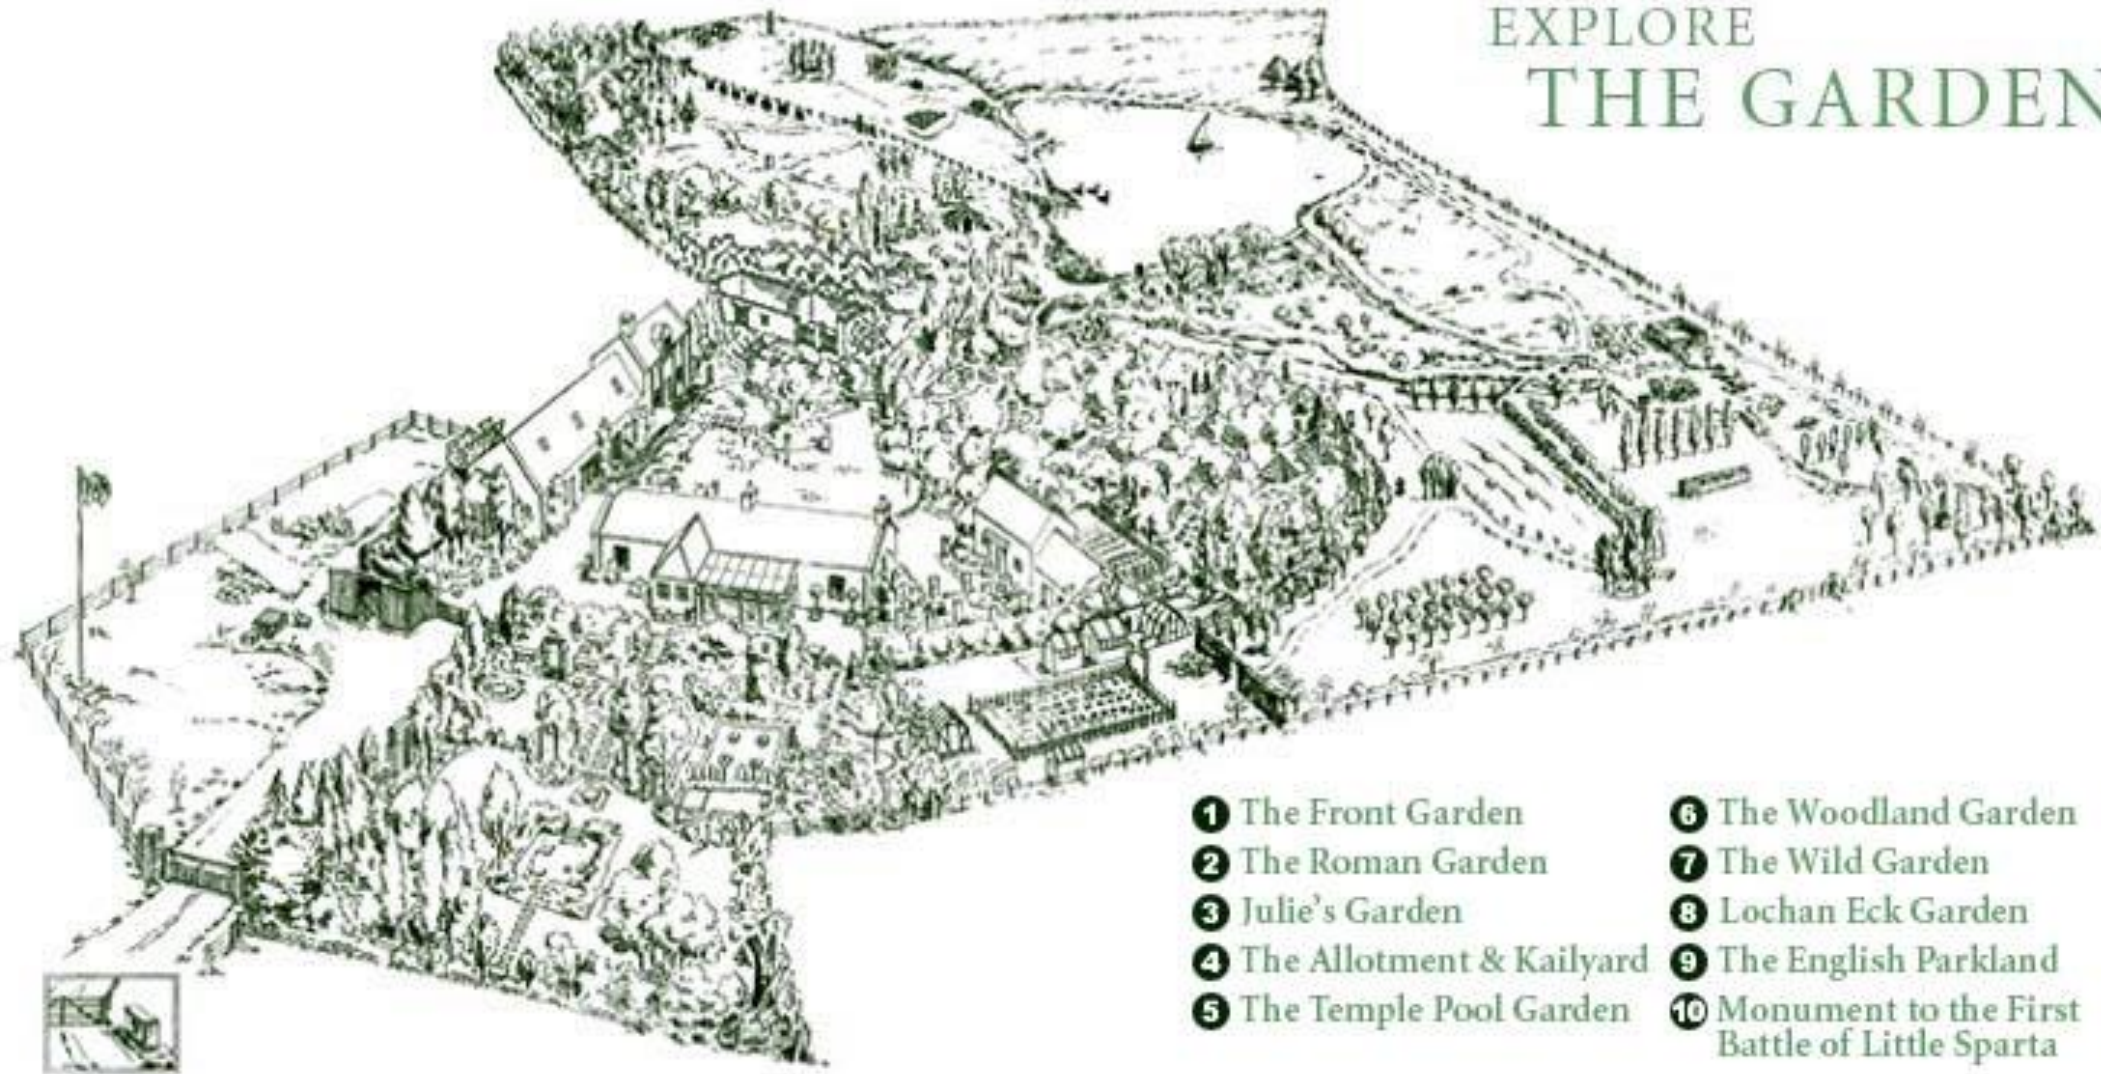 EXPLORE
THE GARDEN
1 The Front Garden
2 The Roman Garden
3 Julie's Garden
4 The Allotment & Kailyard
5 The Temple Pool Garden
6 The Woodland Garden
7 The Wild Garden
8 Lochan Eck Garden
9 The English Parkland
10 Monument to the First
Battle of Little Sparta